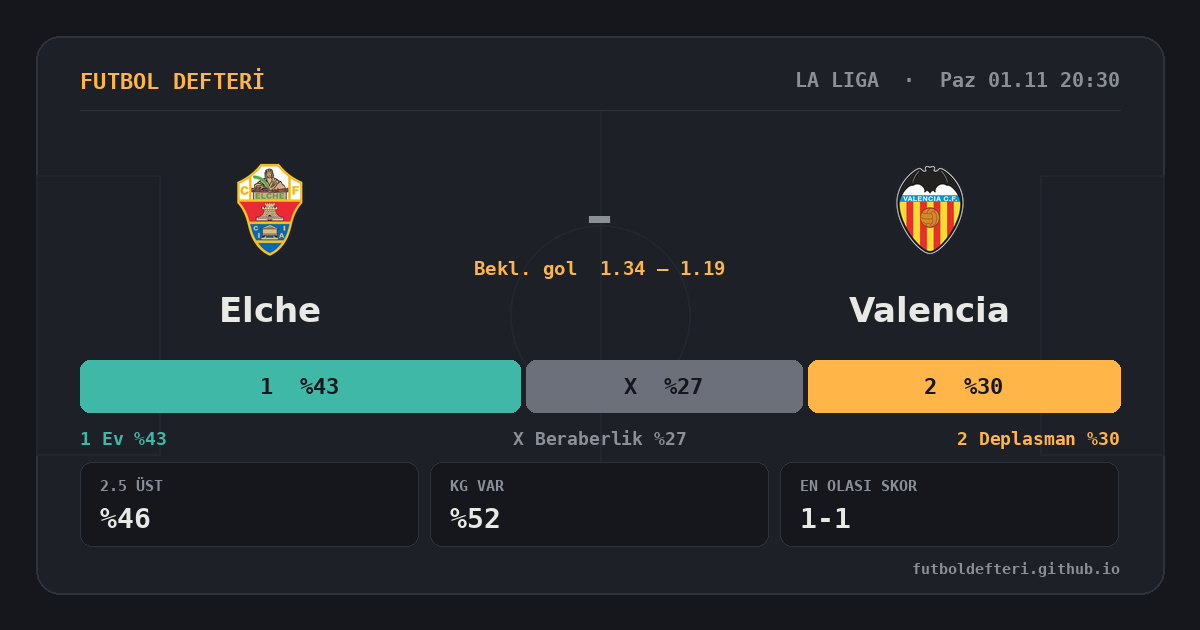 FUTBOL DEFTERİ
LA LIGA · Paz 01.11 20:30
C F
ELCHE
C I
I A
VALENCIA C.F.
–
Bekl. gol 1.34 – 1.19
Elche
Valencia
1 %43
X %27
2 %30
1 Ev %43
X Beraberlik %27
2 Deplasman %30
2.5 ÜST
%46
KG VAR
%52
EN OLASI SKOR
1-1
futboldefteri.github.io